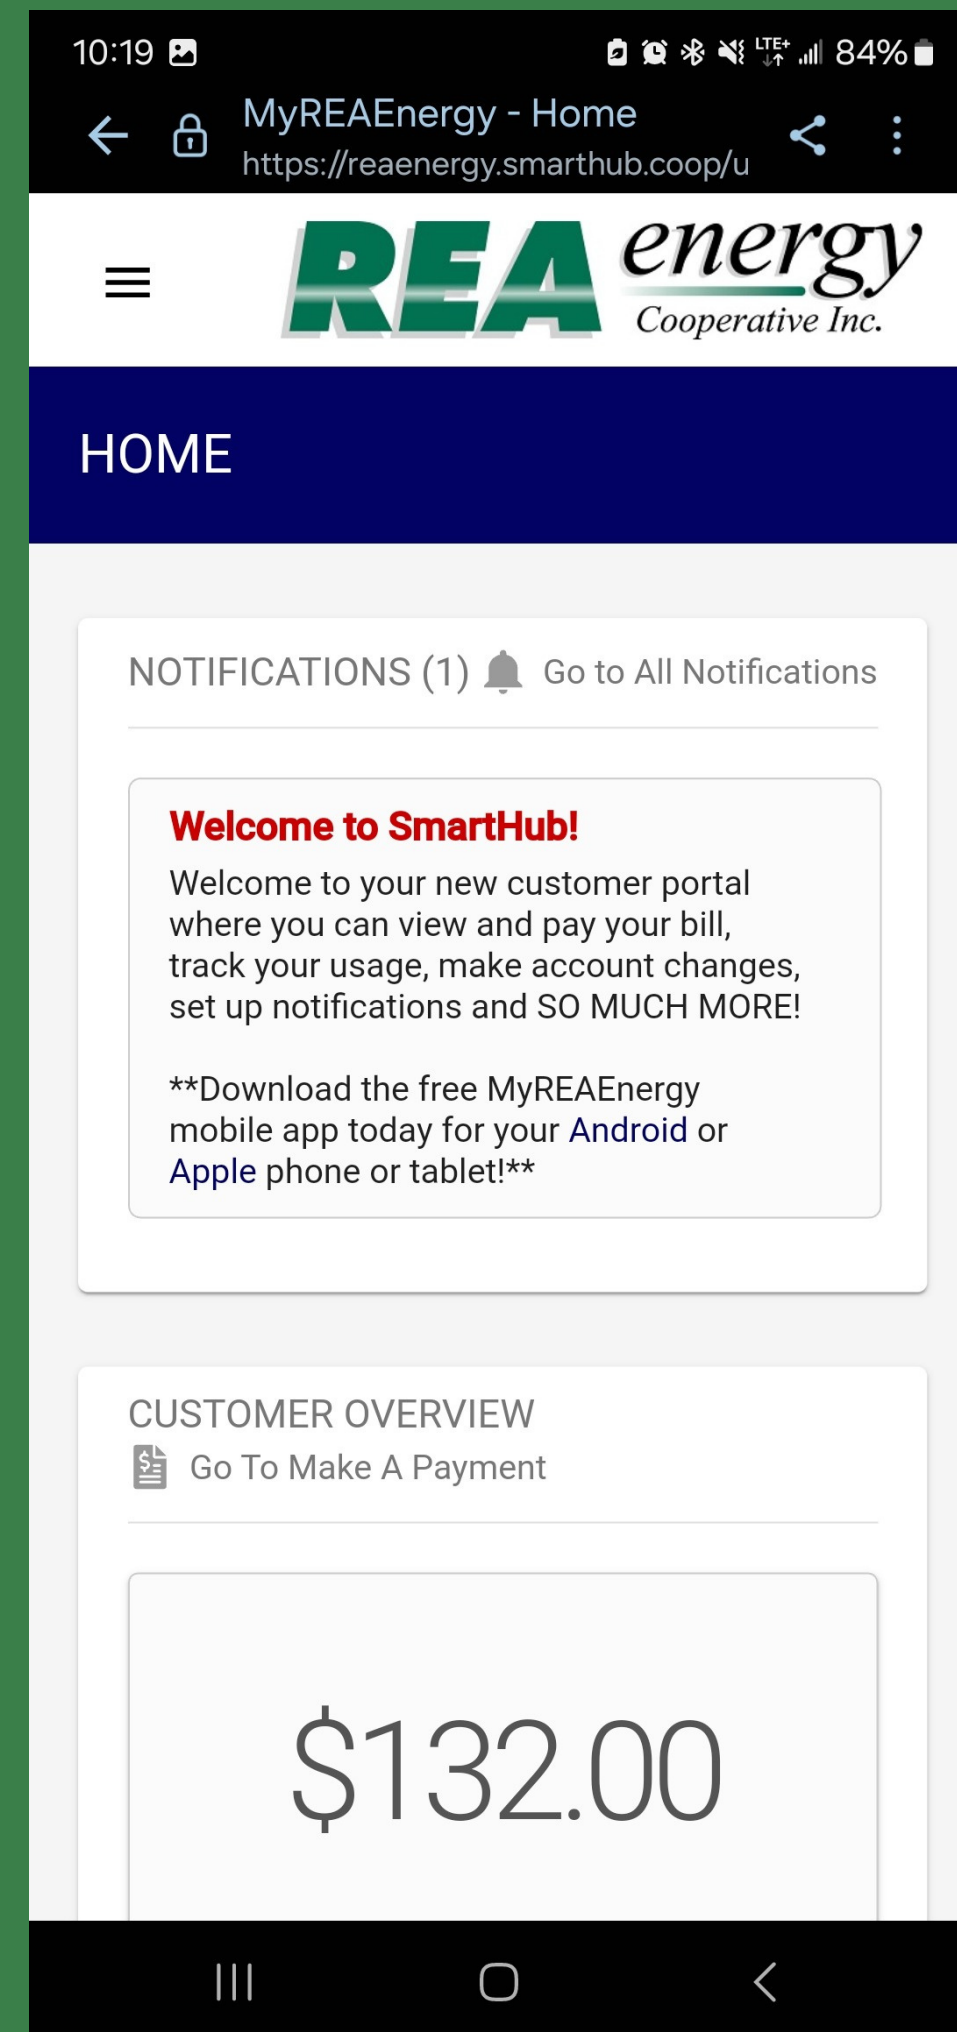 10:19
LTE+ 84%
MyREAEnergy - Home
https://reaenergy.smarthub.coop/u
REA energy
Cooperative Inc.
HOME
NOTIFICATIONS (1) Go to All Notifications
Welcome to SmartHub!
Welcome to your new customer portal
where you can view and pay your bill,
track your usage, make account changes,
set up notifications and SO MUCH MORE!
**Download the free MyREAEnergy
mobile app today for your Android or
Apple phone or tablet!**
CUSTOMER OVERVIEW
Go To Make A Payment
$132.00